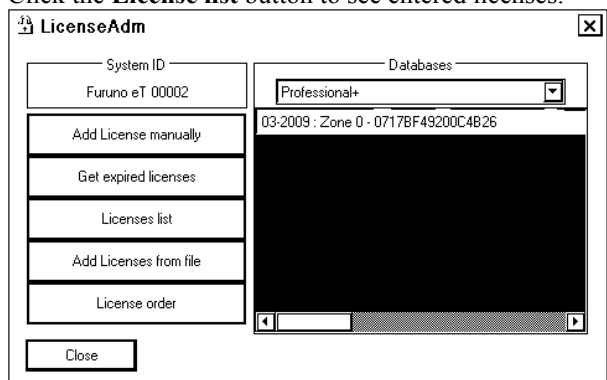 Click the License list button to see entered licenses.
LicenseAdm
System ID
Furuno eT 00002
Add License manually
Get expired licenses
Licenses list
Add Licenses from file
License order
Close
Databases
Professional+
03-2009 : Zone 0 - 0717BF49200C4B26